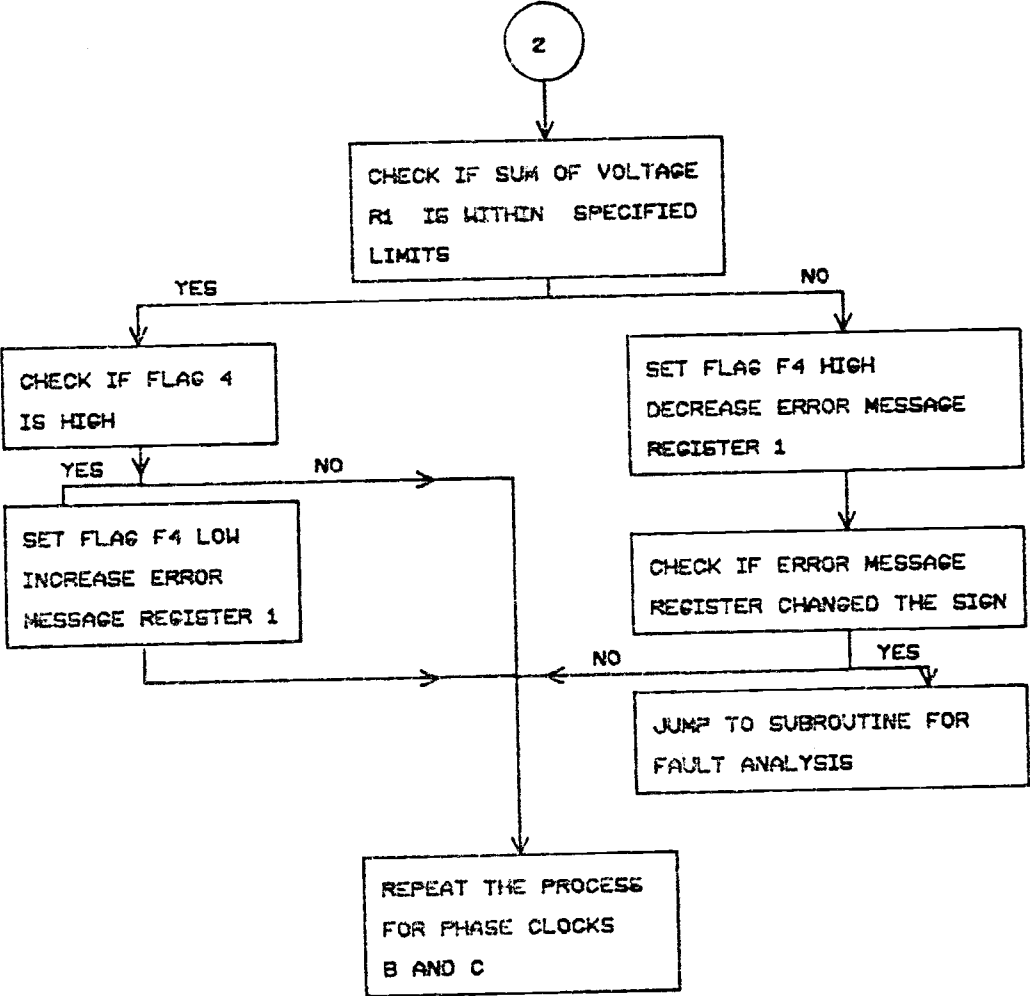 2
CHECK IF SUM OF VOLTAGE
R1 IS WITHIN SPECIFIED
LIMITS
YES
NO
CHECK IF FLAG 4
IS HIGH
SET FLAG F4 HIGH
DECREASE ERROR MESSAGE
REGISTER 1
YES
NO
SET FLAG F4 LOW
INCREASE ERROR
MESSAGE REGISTER 1
CHECK IF ERROR MESSAGE
REGISTER CHANGED THE SIGN
NO
YES
JUMP TO SUBROUTINE FOR
FAULT ANALYSIS
REPEAT THE PROCESS
FOR PHASE CLOCKS
B AND C